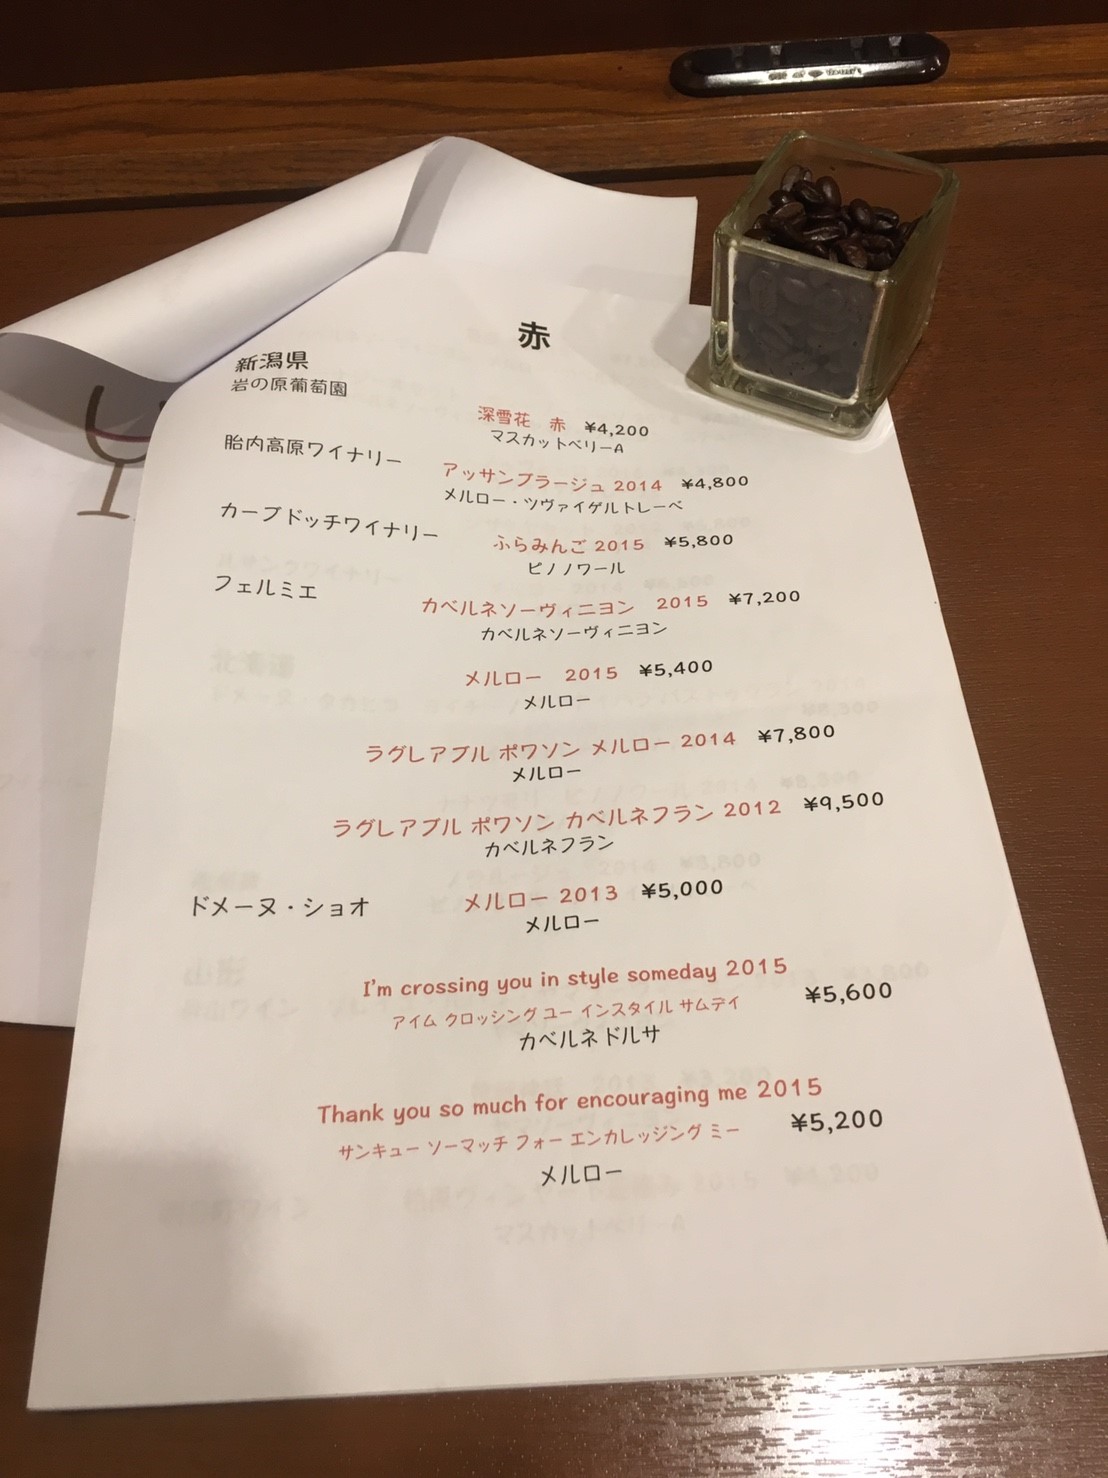 赤
新潟県
岩の原葡萄園
深雪花　赤　¥4,200
マスカットベリーA
胎内高原ワイナリー
アッサンブラージュ 2014　¥4,800
メルロー・ツヴァイゲルトレーベ
カーブドッチワイナリー
ふらみんご 2015　¥5,800
ピノノワール
フェルミエ
カベルネソーヴィニヨン　2015　¥7,200
カベルネソーヴィニヨン
メルロー　2015　¥5,400
メルロー
ラグレアブル ポワソン メルロー 2014　¥7,800
メルロー
ラグレアブル ポワソン カベルネフラン 2012　¥9,500
カベルネフラン
ドメーヌ・ショオ
メルロー 2013　¥5,000
メルロー
I'm crossing you in style someday 2015
アイム クロッシング ユー インスタイル サムデイ
¥5,600
カベルネ ドルサ
Thank you so much for encouraging me 2015
サンキュー ソーマッチ フォー エンカレッジング ミー
¥5,200
メルロー